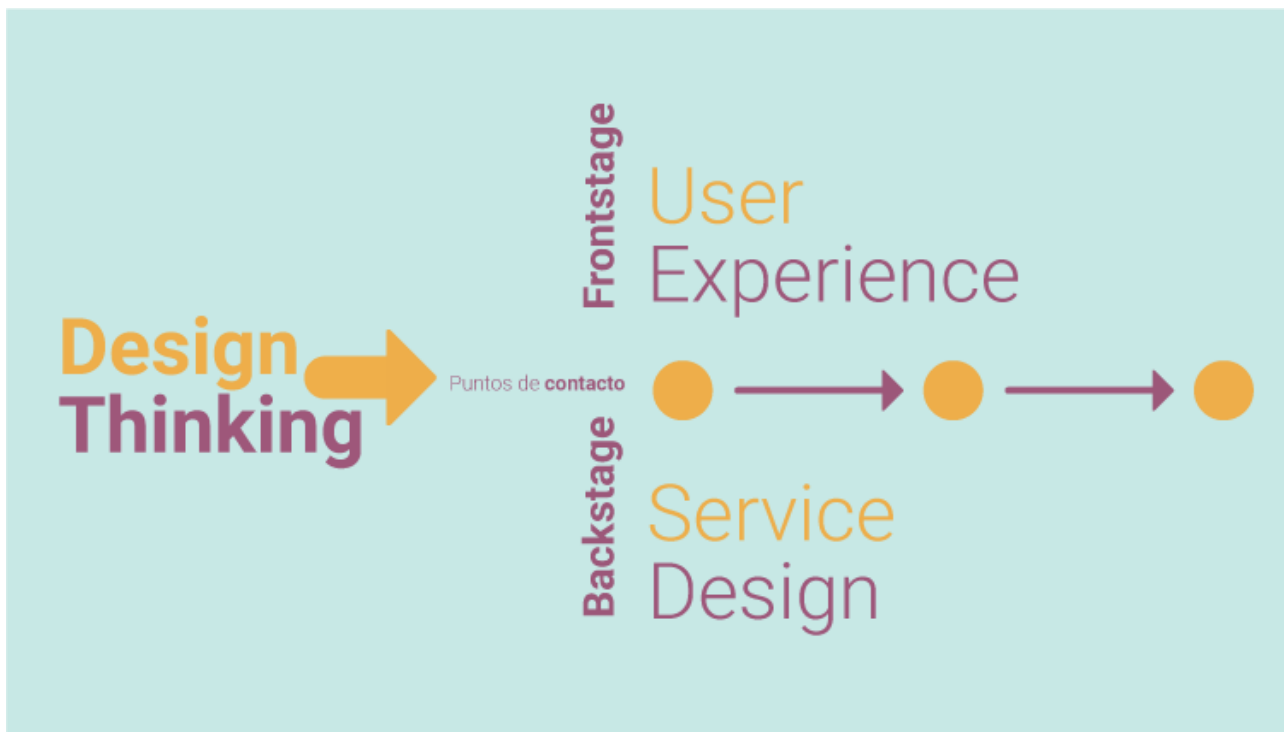 Design
Thinking
Puntos de contacto
Frontstage
User
Experience
Backstage
Service
Design